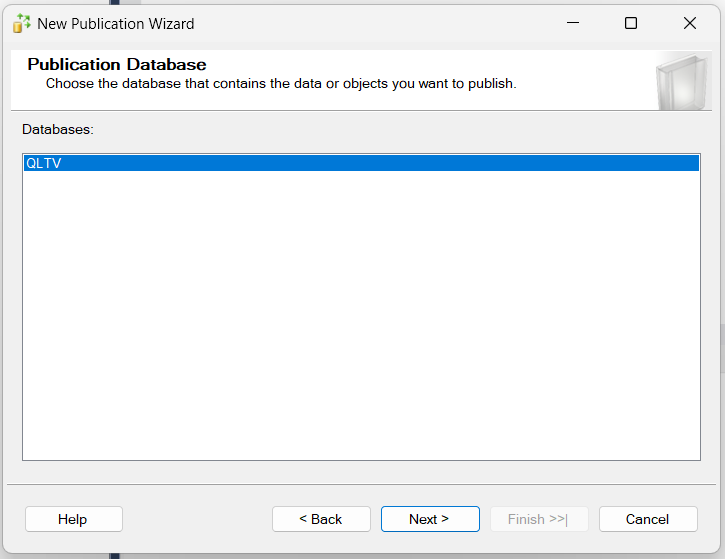 New Publication Wizard
Publication Database
Choose the database that contains the data or objects you want to publish.
Databases:
QLTV
Help
< Back
Next >
Finish >>|
Cancel